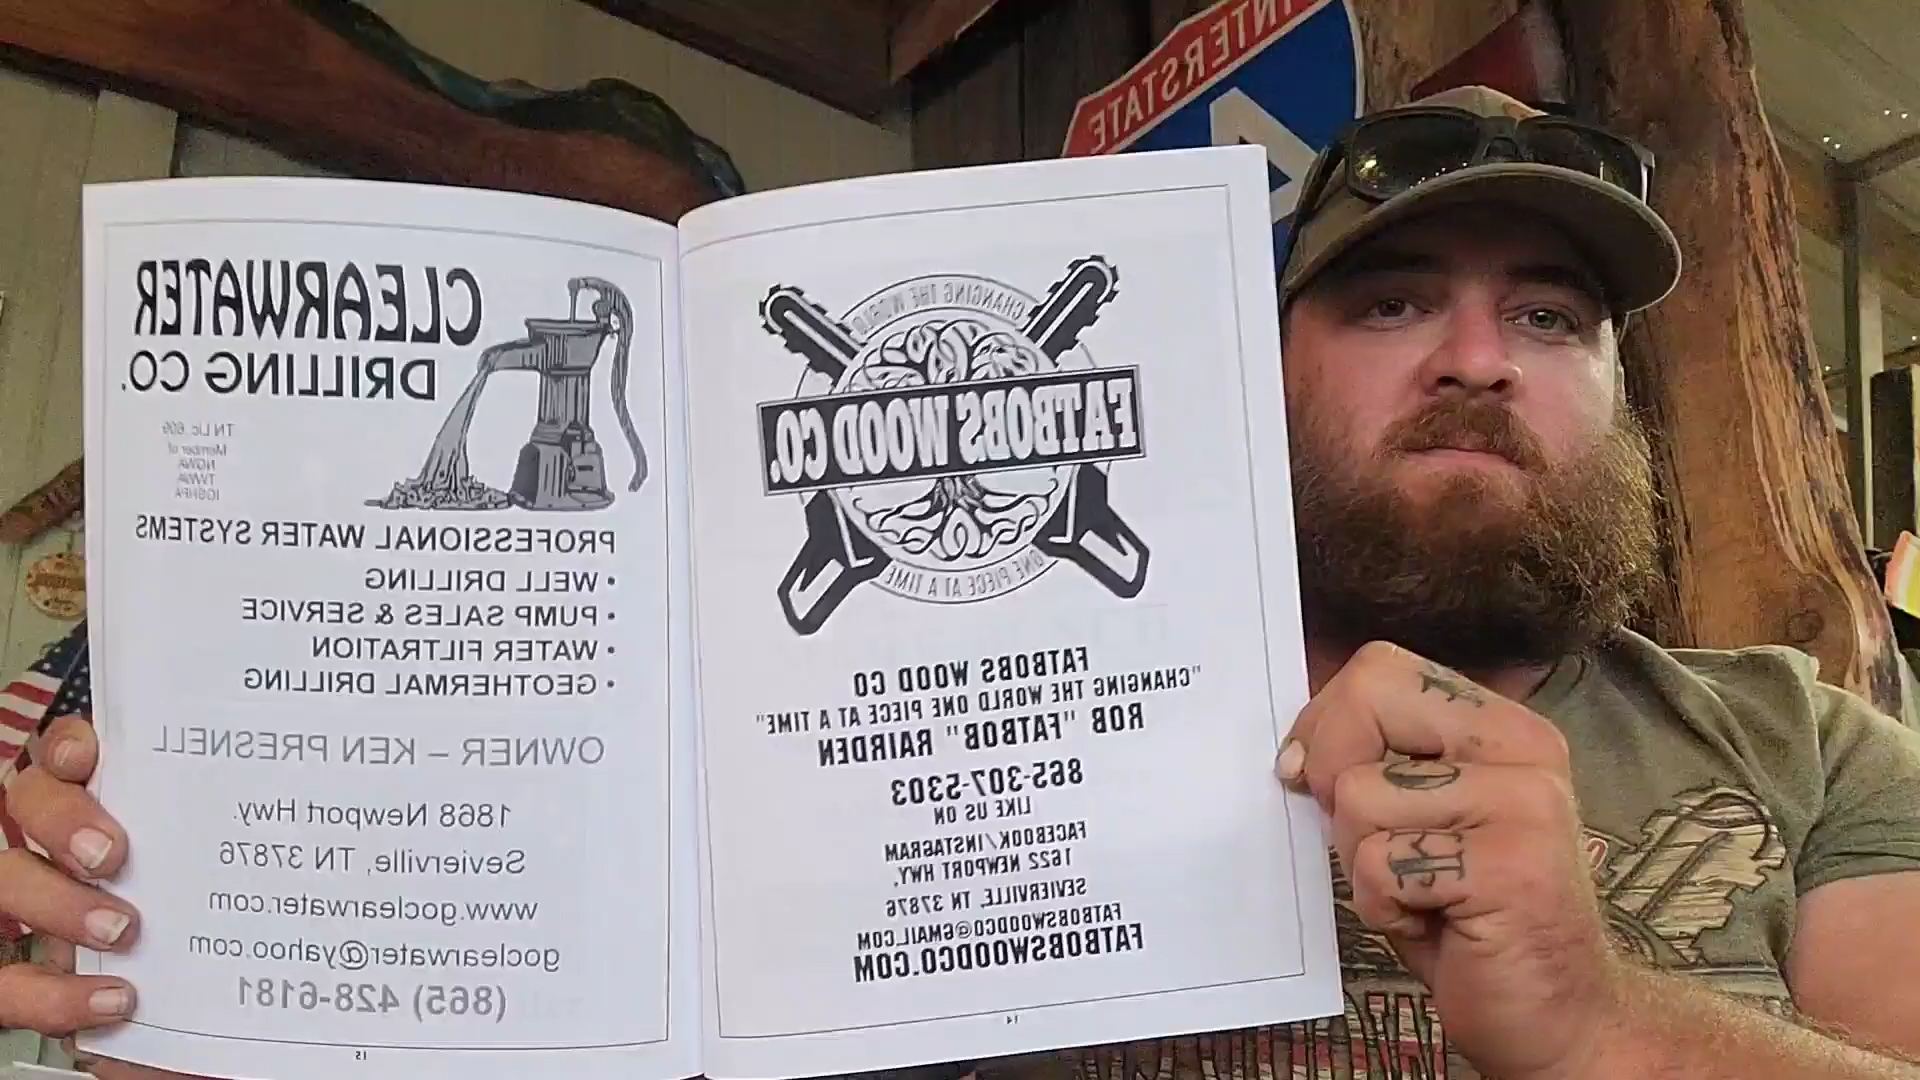 INTERSTATE
CHANGING THE WORLD
FATBOBS WOOD CO.
ONE PIECE AT A TIME
FATBOBS WOOD CO
"CHANGING THE WORLD ONE PIECE AT A TIME"
ROB "FATBOB" RAIRDEN
865-307-5303
LIKE US ON
FACEBOOK/INSTAGRAM
1622 NEWPORT HWY,
SEVIERVILLE, TN 37876
FATBOBSWOODCO@GMAIL.COM
FATBOBSWOODCO.COM
14
CLEARWATER
DRILLING CO.
TN Lic. 609
Member of
NGWA
TWWA
IGSHPA
PROFESSIONAL WATER SYSTEMS
• WELL DRILLING
• PUMP SALES & SERVICE
• WATER FILTRATION
• GEOTHERMAL DRILLING
OWNER – KEN PRESNELL
1868 Newport Hwy.
Sevierville, TN 37876
www.goclearwater.com
goclearwater@yahoo.com
(865) 428-6181
15